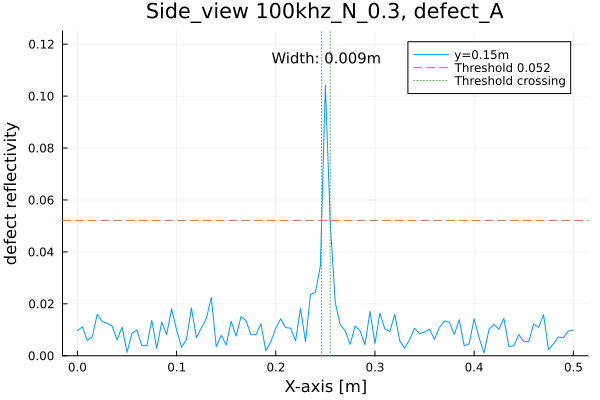 Side_view 100khz_N_0.3, defect_A
0.12
Width: 0.009m
y=0.15m
Threshold 0.052
Threshold crossing
0.10
0.08
0.06
0.04
0.02
0.00
defect reflectivity
0.0 0.1 0.2 0.3 0.4 0.5
X-axis [m]